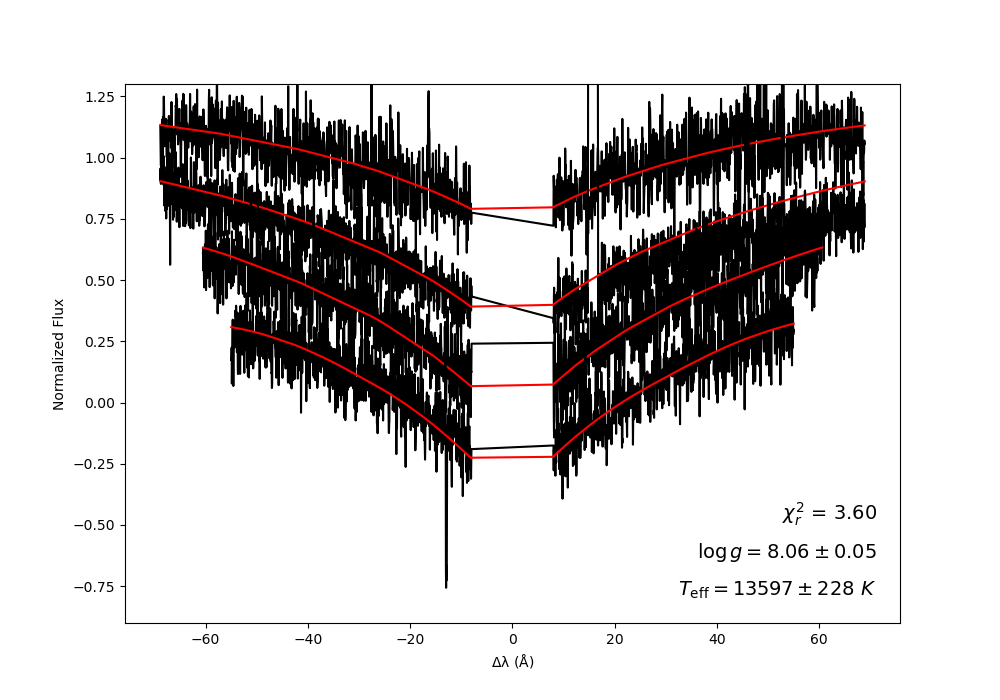 1.25
1.00
0.75
0.50
0.25
0.00
−0.25
−0.50
−0.75
Normalized Flux
χ²ᵣ = 3.60
log g = 8.06 ± 0.05
T_eff = 13597 ± 228 K
−60 −40 −20 0 20 40 60
Δλ (Å)